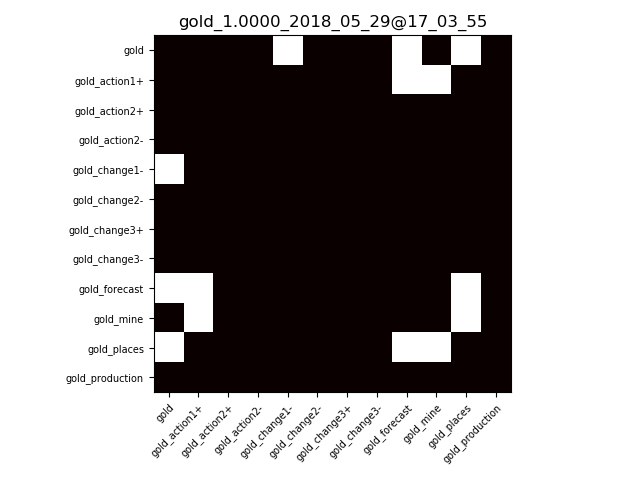 gold_1.0000_2018_05_29@17_03_55
gold
gold_action1+
gold_action2+
gold_action2-
gold_change1-
gold_change2-
gold_change3+
gold_change3-
gold_forecast
gold_mine
gold_places
gold_production
gold
gold_action1+
gold_action2+
gold_action2-
gold_change1-
gold_change2-
gold_change3+
gold_change3-
gold_forecast
gold_mine
gold_places
gold_production